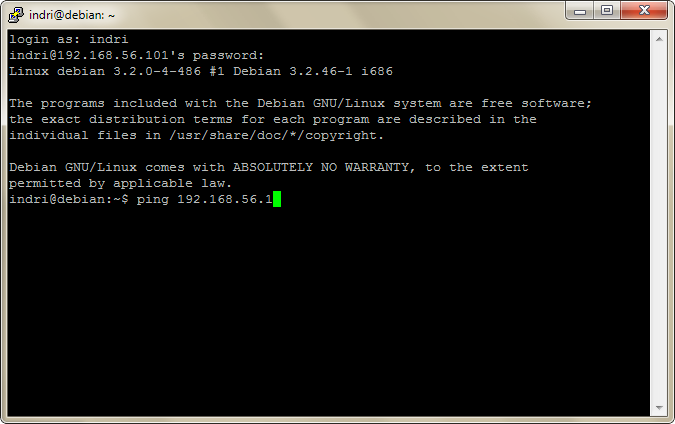 indri@debian: ~
login as: indri
indri@192.168.56.101's password:
Linux debian 3.2.0-4-486 #1 Debian 3.2.46-1 i686
The programs included with the Debian GNU/Linux system are free software;
the exact distribution terms for each program are described in the
individual files in /usr/share/doc/*/copyright.
Debian GNU/Linux comes with ABSOLUTELY NO WARRANTY, to the extent
permitted by applicable law.
indri@debian:~$ ping 192.168.56.1